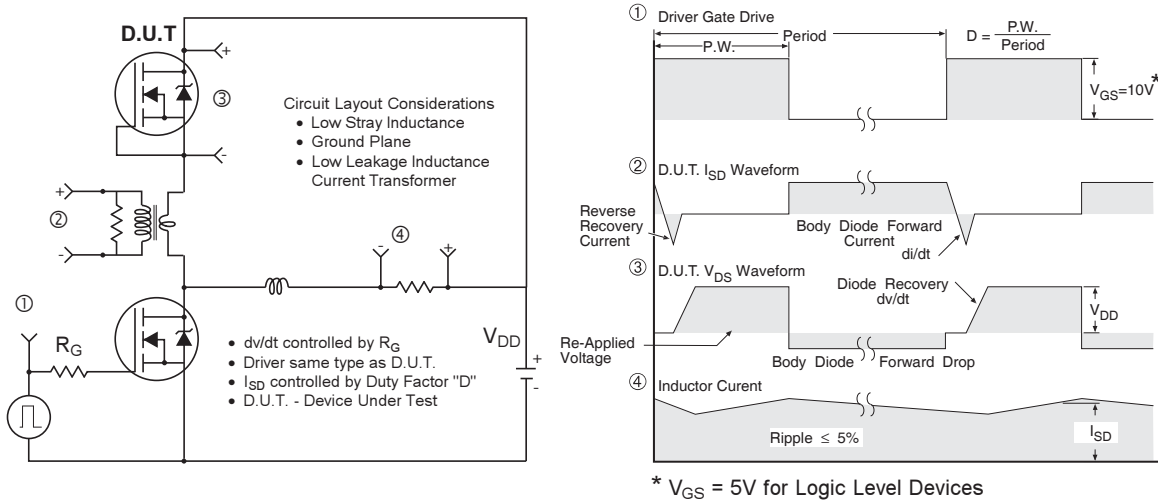 D.U.T
+
③
-
Circuit Layout Considerations
• Low Stray Inductance
• Ground Plane
• Low Leakage Inductance
Current Transformer
+
②
-
④
-
+
①
R_G
• dv/dt controlled by R_G
• Driver same type as D.U.T.
• I_SD controlled by Duty Factor "D"
• D.U.T. - Device Under Test
V_DD
+
-
① Driver Gate Drive
P.W.
Period
D = P.W.
Period
V_GS=10V*
② D.U.T. I_SD Waveform
Reverse
Recovery
Current
Body Diode Forward
Current
di/dt
③ D.U.T. V_DS Waveform
Diode Recovery
dv/dt
V_DD
Re-Applied
Voltage
Body Diode Forward Drop
④ Inductor Curent
Ripple ≤ 5%
I_SD
* V_GS = 5V for Logic Level Devices